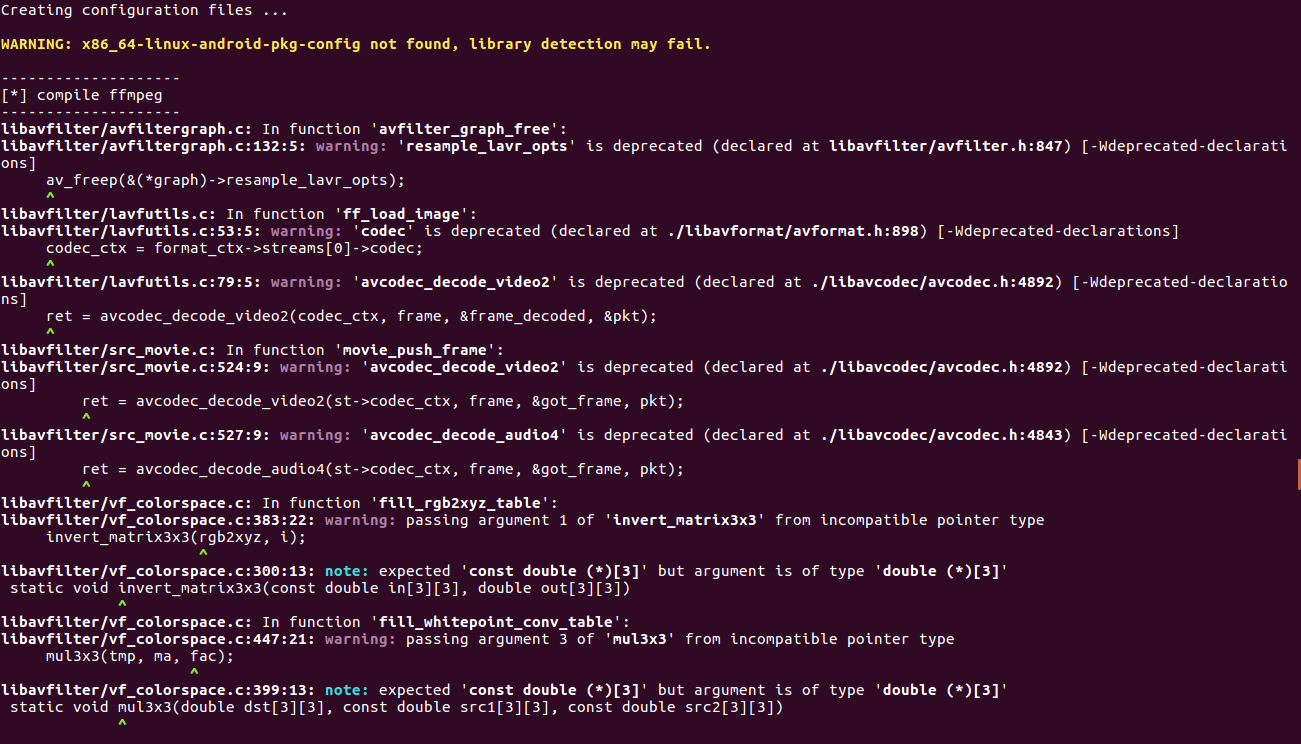 Creating configuration files ...
WARNING: x86_64-linux-android-pkg-config not found, library detection may fail.
--------------------
[*] compile ffmpeg
--------------------
libavfilter/avfiltergraph.c: In function 'avfilter_graph_free':
libavfilter/avfiltergraph.c:132:5: warning: 'resample_lavr_opts' is deprecated (declared at libavfilter/avfilter.h:847) [-Wdeprecated-declarati
ons]
     av_freep(&(*graph)->resample_lavr_opts);
     ^
libavfilter/lavfutils.c: In function 'ff_load_image':
libavfilter/lavfutils.c:53:5: warning: 'codec' is deprecated (declared at ./libavformat/avformat.h:898) [-Wdeprecated-declarations]
     codec_ctx = format_ctx->streams[0]->codec;
     ^
libavfilter/lavfutils.c:79:5: warning: 'avcodec_decode_video2' is deprecated (declared at ./libavcodec/avcodec.h:4892) [-Wdeprecated-declaratio
ns]
     ret = avcodec_decode_video2(codec_ctx, frame, &frame_decoded, &pkt);
     ^
libavfilter/src_movie.c: In function 'movie_push_frame':
libavfilter/src_movie.c:524:9: warning: 'avcodec_decode_video2' is deprecated (declared at ./libavcodec/avcodec.h:4892) [-Wdeprecated-declarati
ons]
         ret = avcodec_decode_video2(st->codec_ctx, frame, &got_frame, pkt);
         ^
libavfilter/src_movie.c:527:9: warning: 'avcodec_decode_audio4' is deprecated (declared at ./libavcodec/avcodec.h:4843) [-Wdeprecated-declarati
ons]
         ret = avcodec_decode_audio4(st->codec_ctx, frame, &got_frame, pkt);
         ^
libavfilter/vf_colorspace.c: In function 'fill_rgb2xyz_table':
libavfilter/vf_colorspace.c:383:22: warning: passing argument 1 of 'invert_matrix3x3' from incompatible pointer type
     invert_matrix3x3(rgb2xyz, i);
                      ^
libavfilter/vf_colorspace.c:300:13: note: expected 'const double (*)[3]' but argument is of type 'double (*)[3]'
 static void invert_matrix3x3(const double in[3][3], double out[3][3])
             ^
libavfilter/vf_colorspace.c: In function 'fill_whitepoint_conv_table':
libavfilter/vf_colorspace.c:447:21: warning: passing argument 3 of 'mul3x3' from incompatible pointer type
     mul3x3(tmp, ma, fac);
                     ^
libavfilter/vf_colorspace.c:399:13: note: expected 'const double (*)[3]' but argument is of type 'double (*)[3]'
 static void mul3x3(double dst[3][3], const double src1[3][3], const double src2[3][3])
             ^